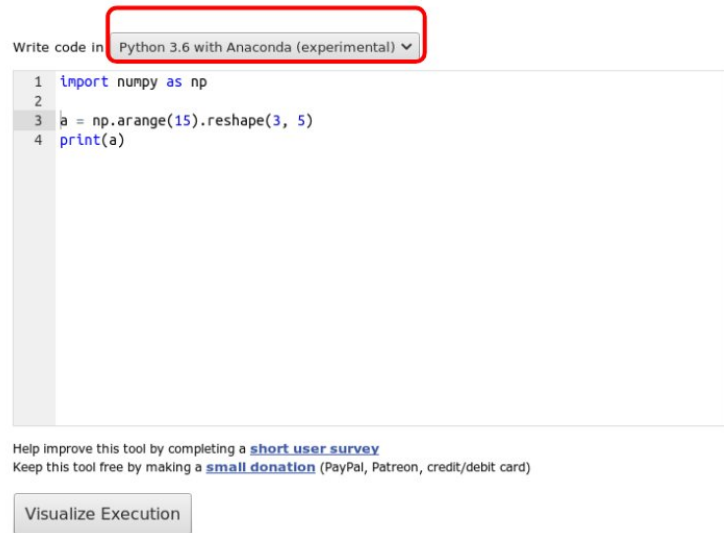 Write code in Python 3.6 with Anaconda (experimental)
1 import numpy as np
2
3 a = np.arange(15).reshape(3, 5)
4 print(a)
Help improve this tool by completing a short user survey
Keep this tool free by making a small donation (PayPal, Patreon, credit/debit card)
Visualize Execution